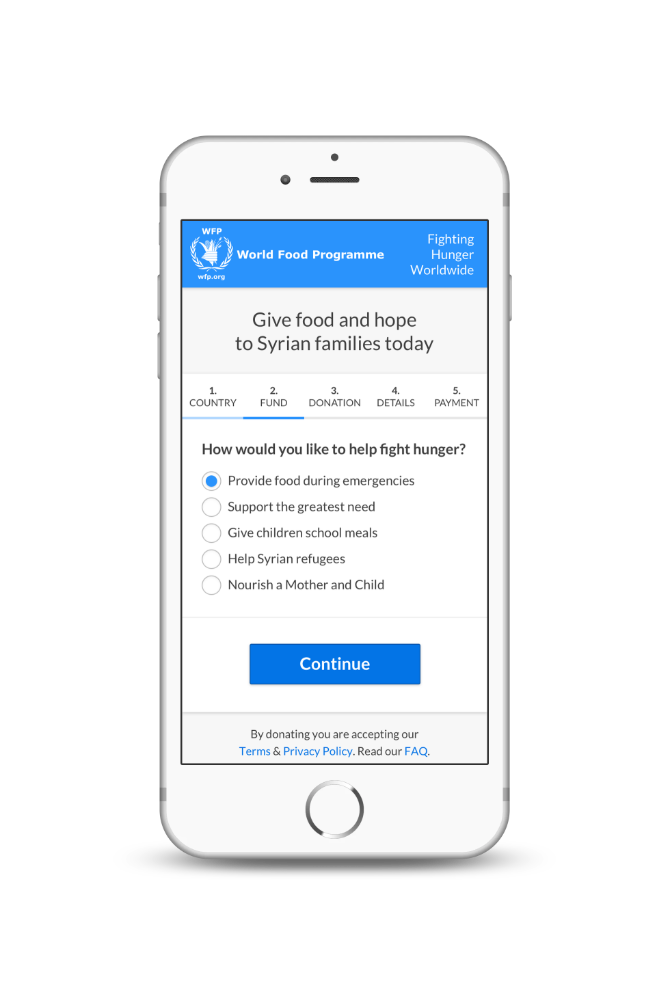 WFP
wfp.org
World Food Programme
Fighting
Hunger
Worldwide
Give food and hope
to Syrian families today
1.
COUNTRY
2.
FUND
3.
DONATION
4.
DETAILS
5.
PAYMENT
How would you like to help fight hunger?
Provide food during emergencies
Support the greatest need
Give children school meals
Help Syrian refugees
Nourish a Mother and Child
Continue
By donating you are accepting our
Terms & Privacy Policy. Read our FAQ.